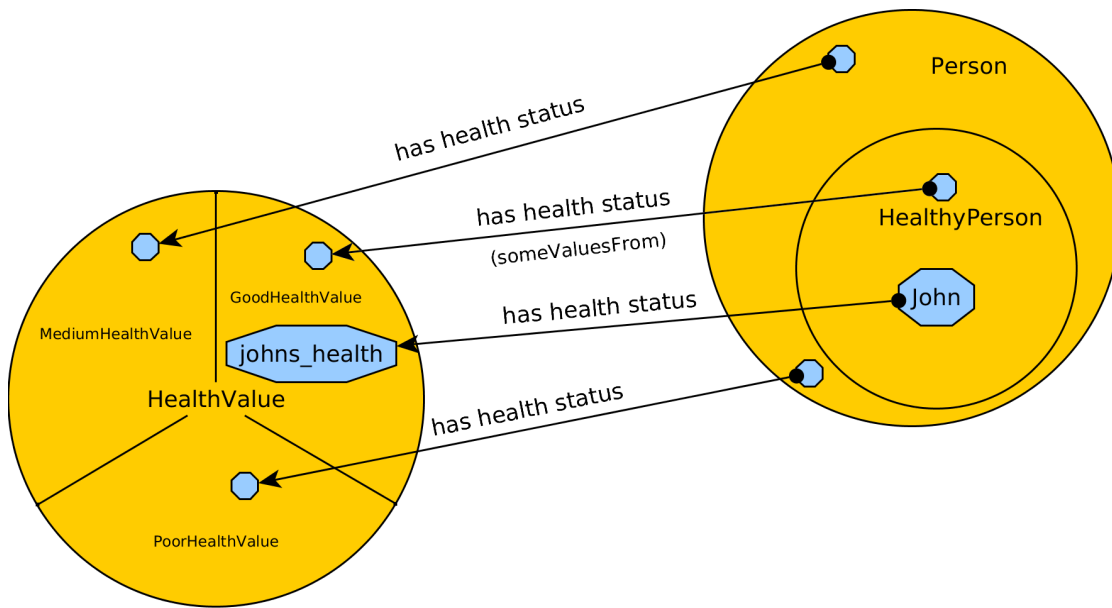 Person
has health status
has health status
HealthyPerson
(someValuesFrom)
GoodHealthValue
John
has health status
MediumHealthValue
johns_health
HealthValue
has health status
PoorHealthValue